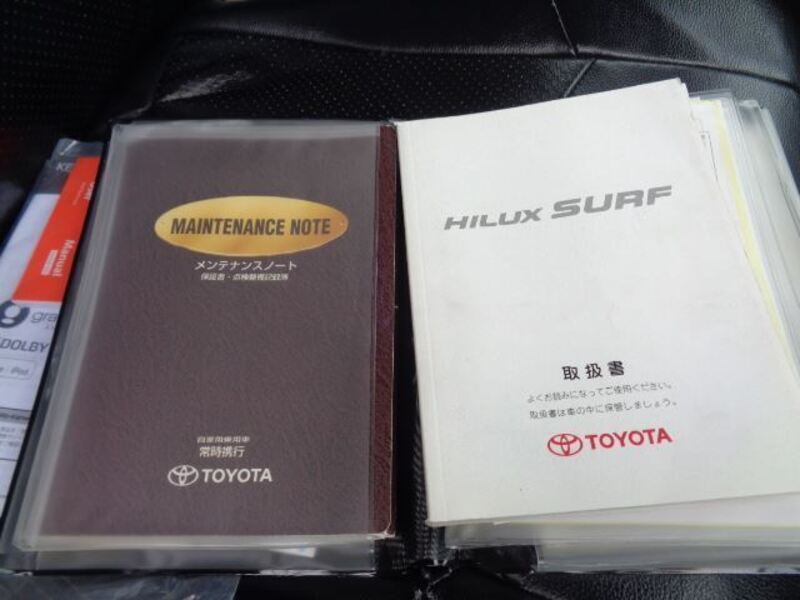 KE
Manual
DOLBY
iPod
MAINTENANCE NOTE
メンテナンスノート
保証書・点検整備記録簿
自家用乗用車
常時携行
TOYOTA
HILUX SURF
取扱書
よくお読みになってご使用ください。
取扱書は車の中に保管しましょう。
TOYOTA